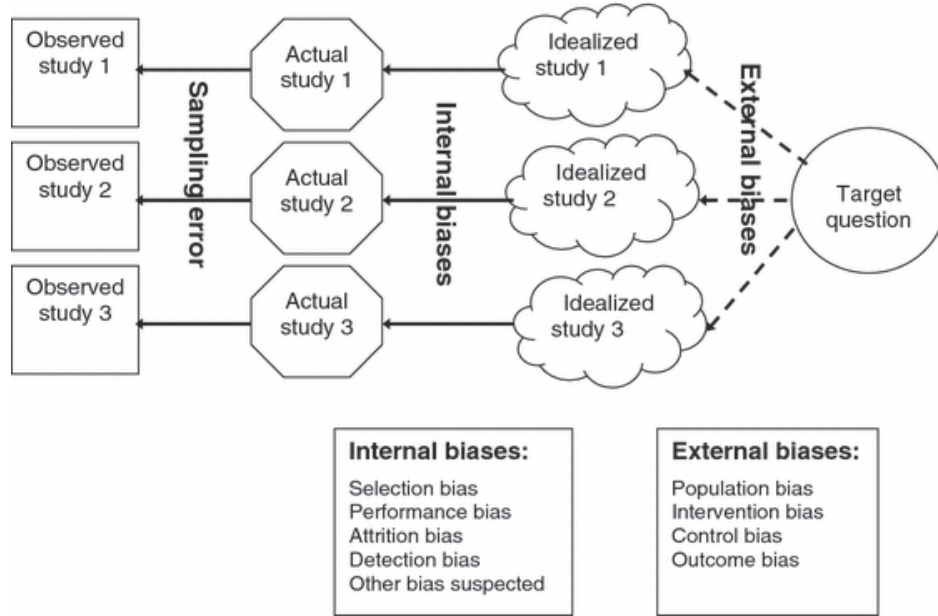 Observed
study 1
Actual
study 1
Idealized
study 1
Observed
study 2
Actual
study 2
Idealized
study 2
Observed
study 3
Actual
study 3
Idealized
study 3
Sampling error
Internal biases
External biases
Target
question
Internal biases:
Selection bias
Performance bias
Attrition bias
Detection bias
Other bias suspected
External biases:
Population bias
Intervention bias
Control bias
Outcome bias